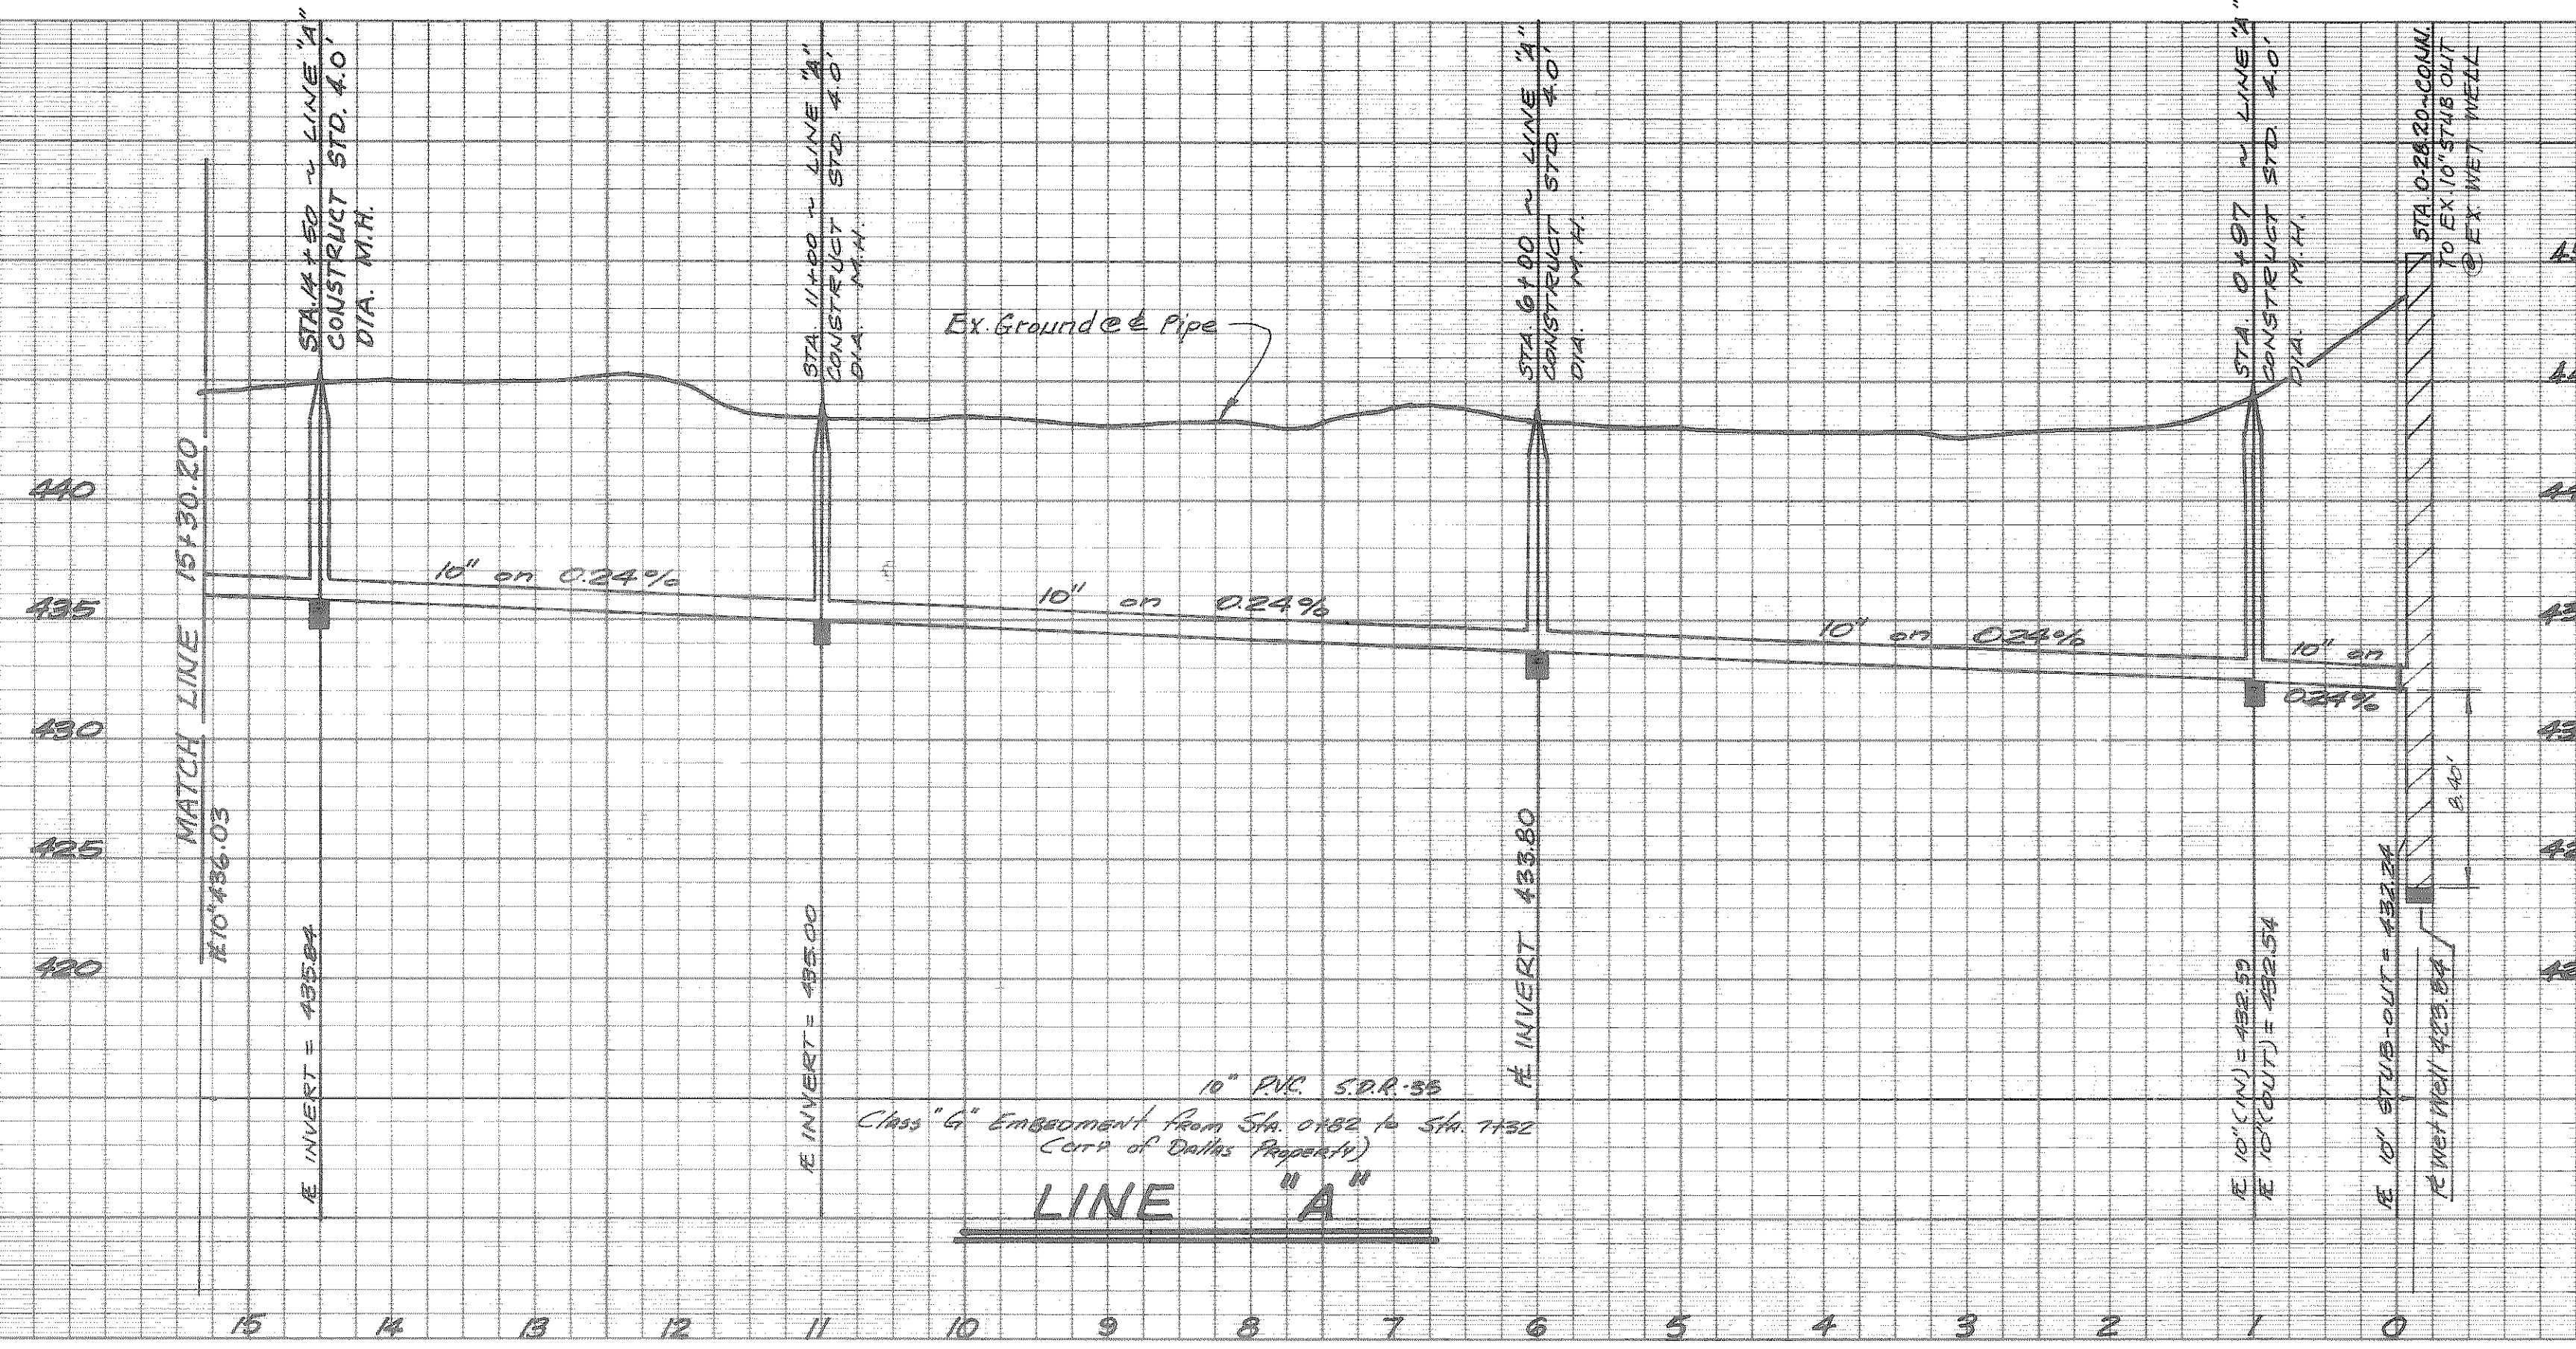 STA. 14+50 ~ LINE "A"
CONSTRUCT STD. 4.0'
DIA. M.H.
STA. 11+00 ~ LINE "A"
CONSTRUCT STD. 4.0'
DIA. M.H.
Ex. Ground @ ℄ Pipe
STA. 6+00 ~ LINE "A"
CONSTRUCT STD. 4.0'
DIA. M.H.
STA. 0+97 ~ LINE "A"
CONSTRUCT STD. 4.0'
DIA. M.H.
STA. 0-28.20~CONN.
TO EX. 10" STUB OUT
@ EX. WET WELL
440
435
430
425
420
MATCH LINE 15+30.20
10" 436.03
10" on 0.24%
10" on 0.24%
10" on 0.24%
10" on
0.24%
8.40'
INVERT = 435.84
INVERT = 435.00
INVERT 433.80
10" (IN) = 432.59
10" (OUT) = 432.54
10" STUB-OUT = 432.24
Wet Well 423.84
10" P.V.C. S.D.R.-35
Class "G" Embedment from Sta. 0+82 to Sta. 7+32
(City of Dallas Property)
LINE "A"
15 14 13 12 11 10 9 8 7 6 5 4 3 2 1 0